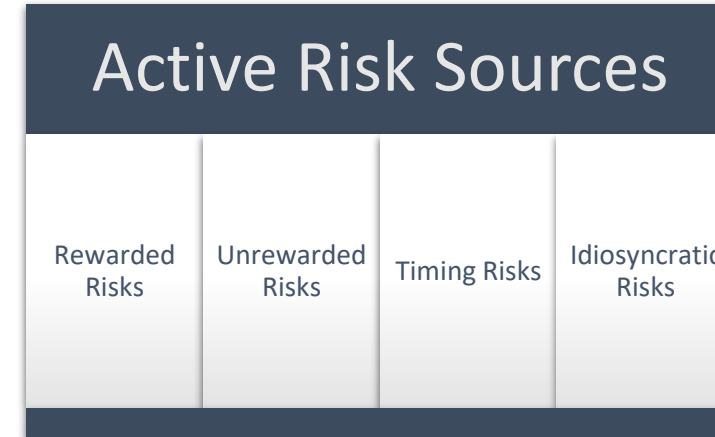 Active Risk Sources
Rewarded
Risks
Unrewarded
Risks
Timing Risks
Idiosyncratic
Risks